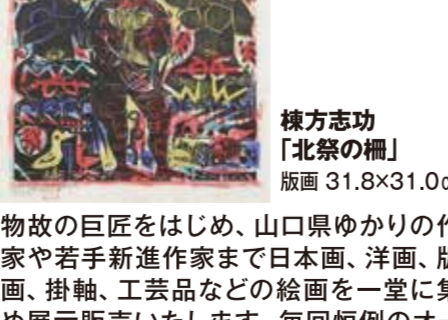 棟方志功
「北祭の柵」
版画 31.8×31.0c
物故の巨匠をはじめ、山口県ゆかりの作
家や若手新進作家まで日本画、洋画、版
画、掛軸、工芸品などの絵画を一堂に集
め展示販売いたします。毎回恒例のオー